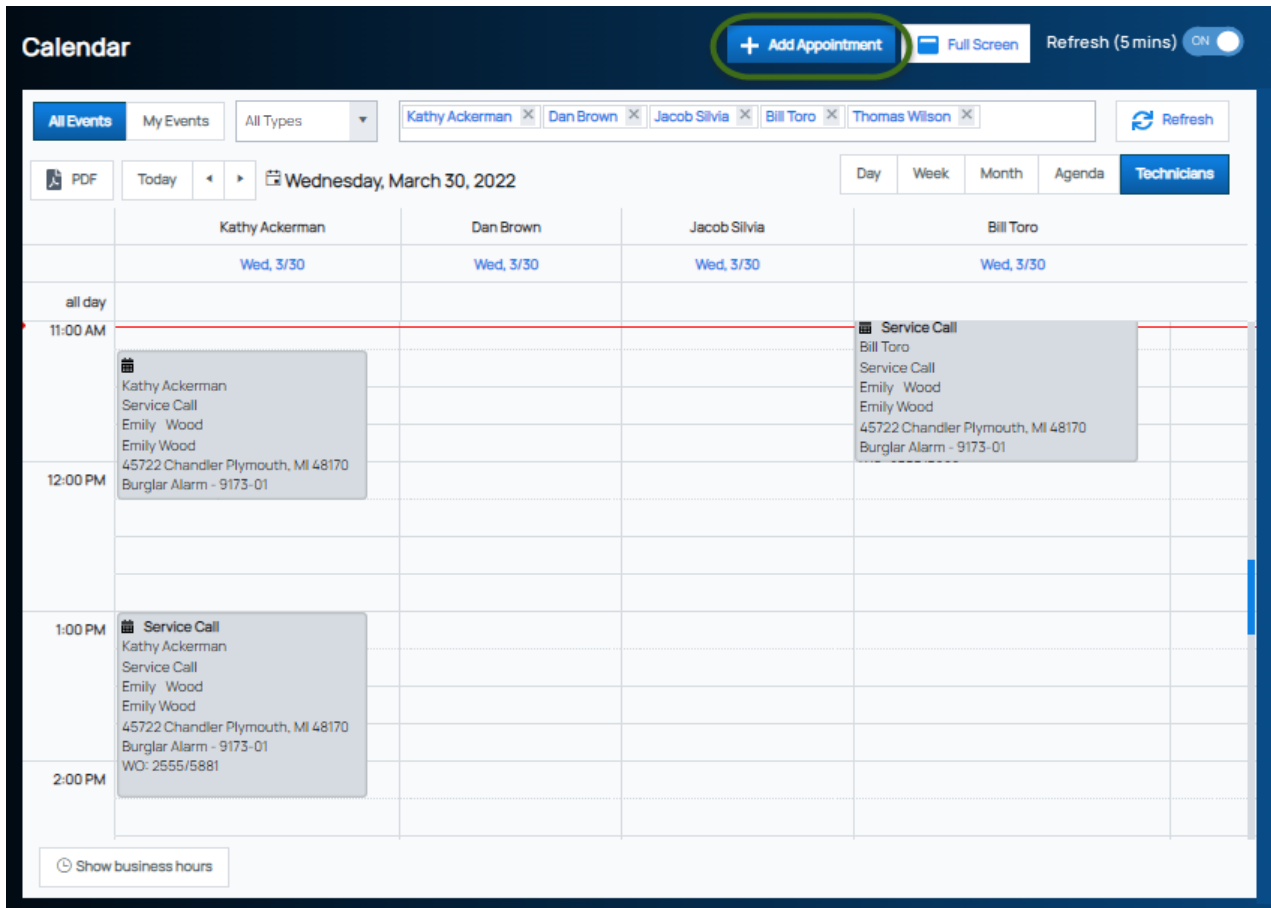 Calendar
+ Add Appointment
Full Screen
Refresh (5 mins)
ON
All Events
My Events
All Types
Kathy Ackerman × Dan Brown × Jacob Silvia × Bill Toro × Thomas Wilson ×
Refresh
PDF
Today
Wednesday, March 30, 2022
Day
Week
Month
Agenda
Technicians
Kathy Ackerman
Dan Brown
Jacob Silvia
Bill Toro
Wed, 3/30
Wed, 3/30
Wed, 3/30
Wed, 3/30
all day
11:00 AM
Kathy Ackerman
Service Call
Emily Wood
Emily Wood
45722 Chandler Plymouth, MI 48170
Burglar Alarm - 9173-01
Service Call
Bill Toro
Service Call
Emily Wood
Emily Wood
45722 Chandler Plymouth, MI 48170
Burglar Alarm - 9173-01
12:00 PM
1:00 PM
Service Call
Kathy Ackerman
Service Call
Emily Wood
Emily Wood
45722 Chandler Plymouth, MI 48170
Burglar Alarm - 9173-01
WO: 2555/5881
2:00 PM
Show business hours